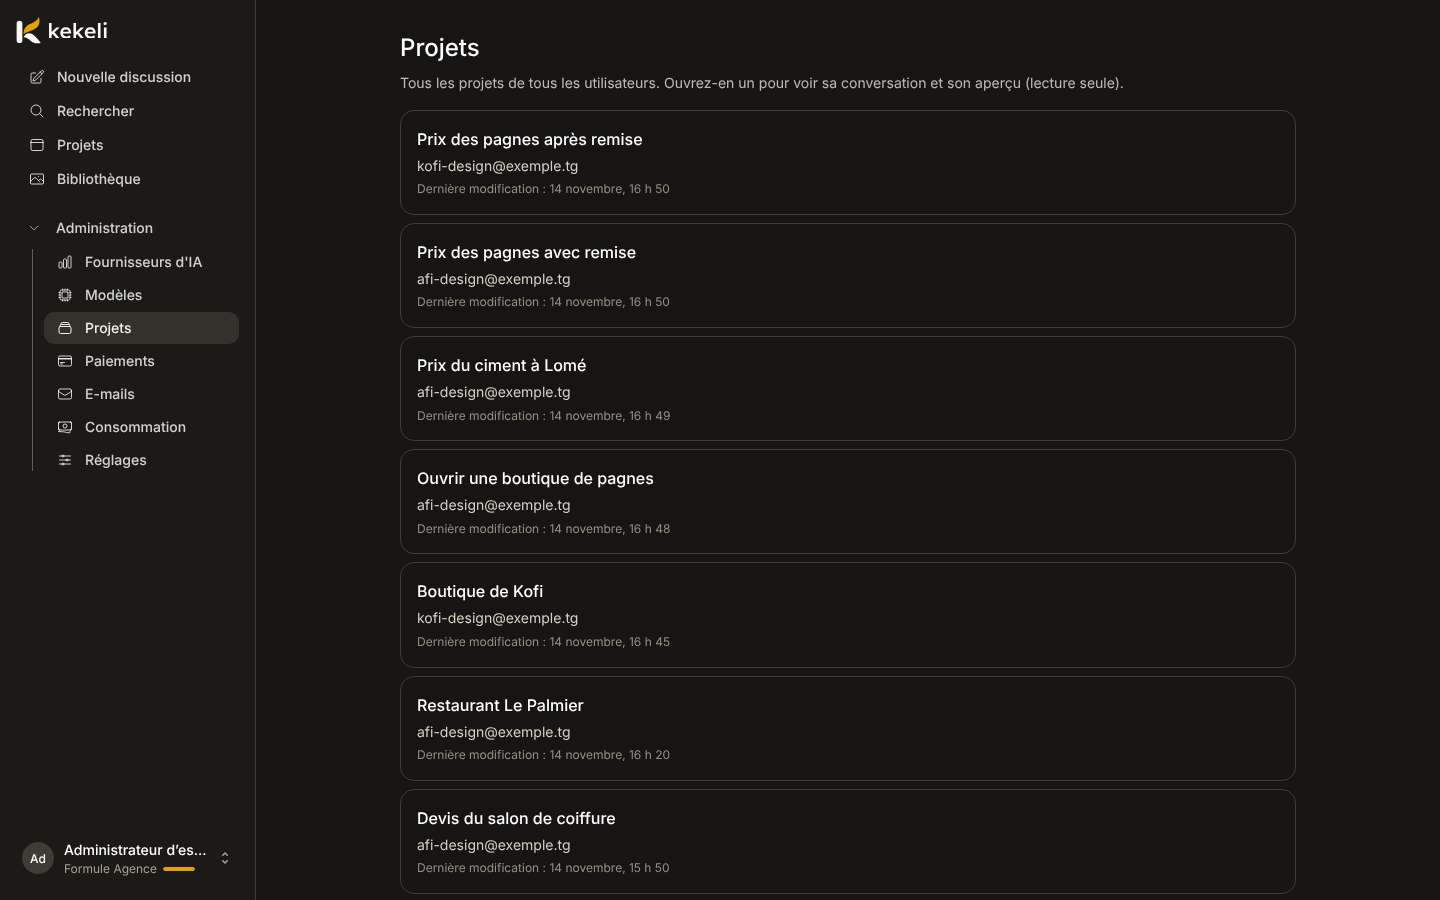 kekeli
Nouvelle discussion
Rechercher
Projets
Bibliothèque
Administration
Fournisseurs d'IA
Modèles
Projets
Paiements
E-mails
Consommation
Réglages
Ad
Administrateur d’es…
Formule Agence
Projets
Tous les projets de tous les utilisateurs. Ouvrez-en un pour voir sa conversation et son aperçu (lecture seule).
Prix des pagnes après remise
kofi-design@exemple.tg
Dernière modification : 14 novembre, 16 h 50
Prix des pagnes avec remise
afi-design@exemple.tg
Dernière modification : 14 novembre, 16 h 50
Prix du ciment à Lomé
afi-design@exemple.tg
Dernière modification : 14 novembre, 16 h 49
Ouvrir une boutique de pagnes
afi-design@exemple.tg
Dernière modification : 14 novembre, 16 h 48
Boutique de Kofi
kofi-design@exemple.tg
Dernière modification : 14 novembre, 16 h 45
Restaurant Le Palmier
afi-design@exemple.tg
Dernière modification : 14 novembre, 16 h 20
Devis du salon de coiffure
afi-design@exemple.tg
Dernière modification : 14 novembre, 15 h 50